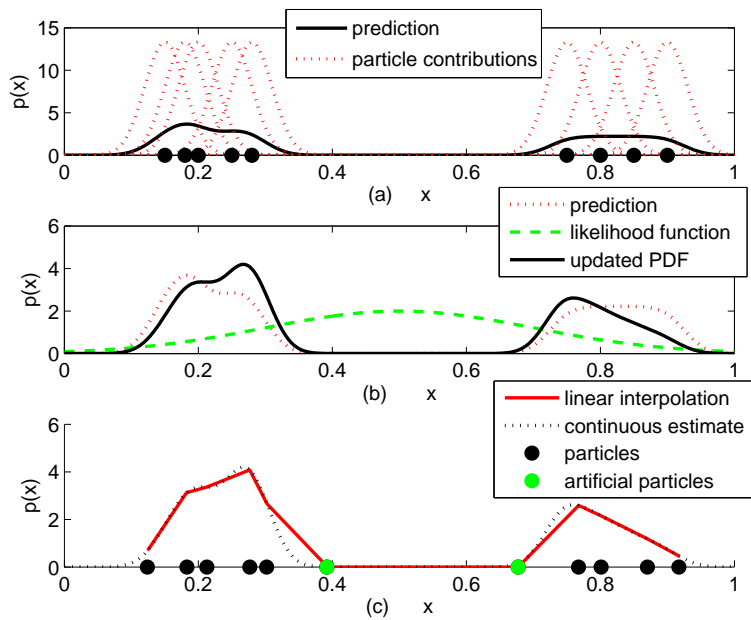 prediction
particle contributions
p(x)
15
10
5
0
0 0.2 0.4 0.6 0.8 1
(a) x
prediction
likelihood function
updated PDF
p(x)
6
4
2
0
0 0.2 0.4 0.6 0.8 1
(b) x
linear interpolation
continuous estimate
particles
artificial particles
p(x)
6
4
2
0
0 0.2 0.4 0.6 0.8 1
(c) x